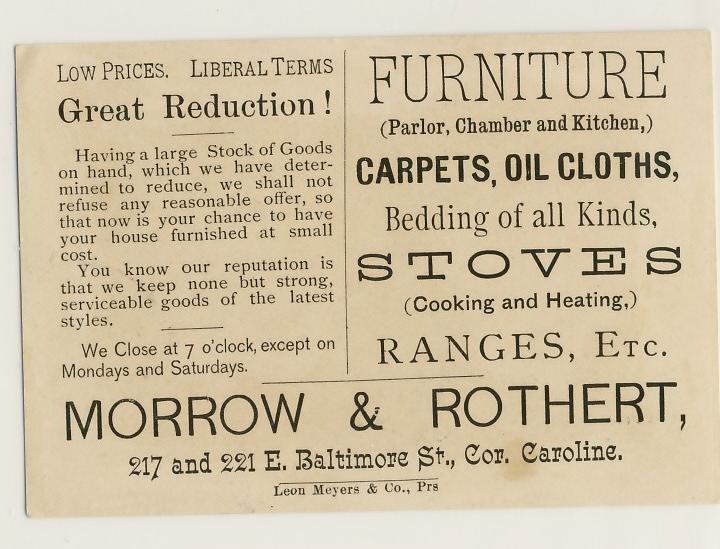 LOW PRICES. LIBERAL TERMS
Great Reduction!
Having a large Stock of Goods
on hand, which we have deter-
mined to reduce, we shall not
refuse any reasonable offer, so
that now is your chance to have
your house furnished at small
cost.
You know our reputation is
that we keep none but strong,
serviceable goods of the latest
styles.
We Close at 7 o'clock, except on
Mondays and Saturdays.
FURNITURE
(Parlor, Chamber and Kitchen,)
CARPETS, OIL CLOTHS,
Bedding of all Kinds,
STOVES
(Cooking and Heating,)
RANGES, ETC.
MORROW & ROTHERT,
217 and 221 E. Baltimore St., Cor. Caroline.
Leon Meyers & Co., Prs